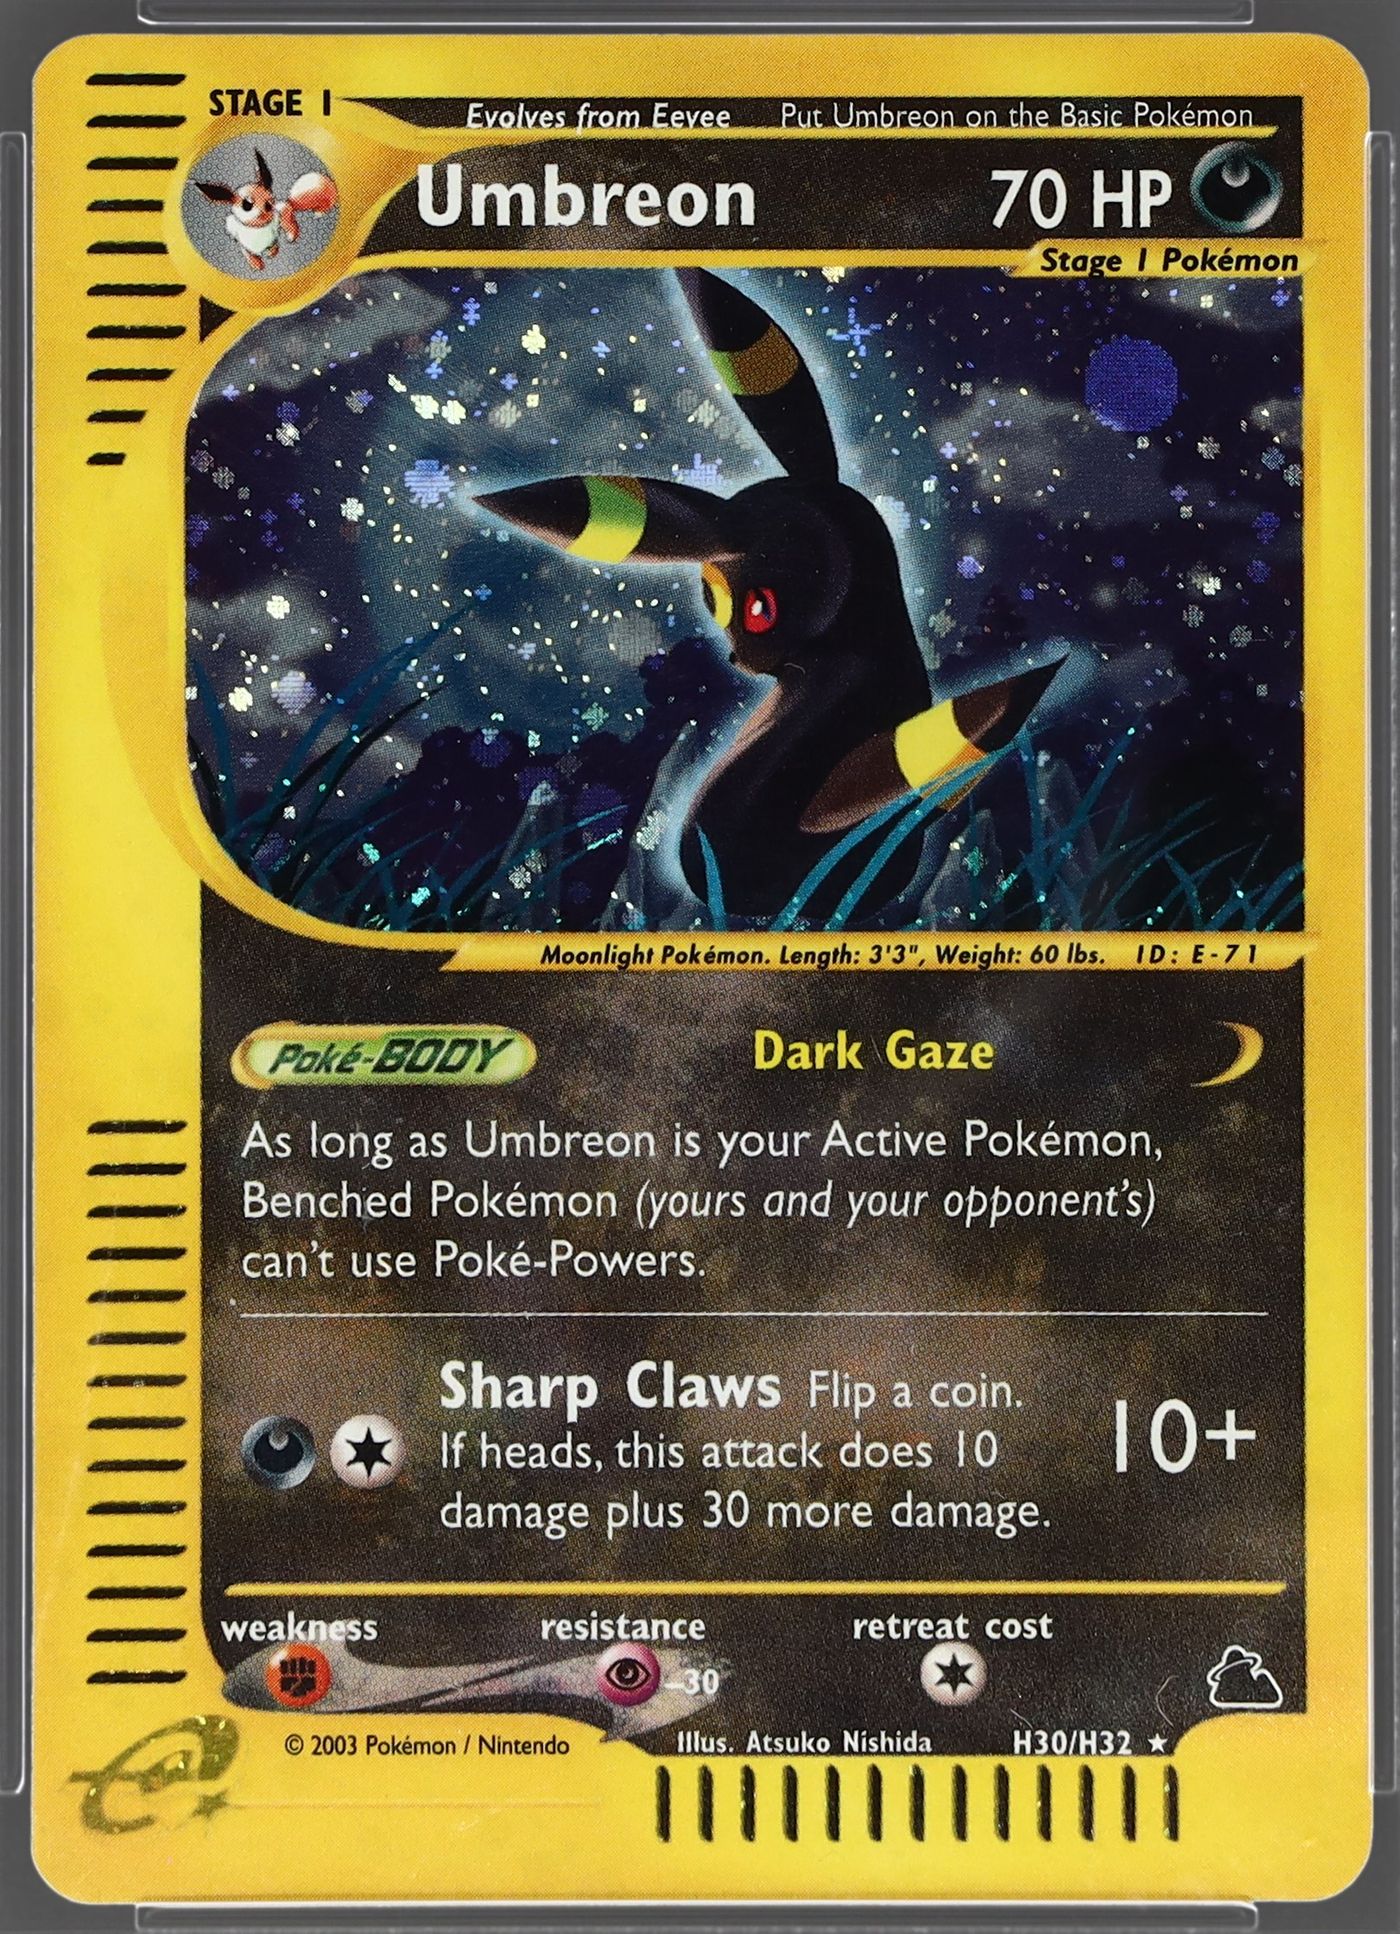 STAGE 1
Evolves from Eevee Put Umbreon on the Basic Pokémon
Umbreon 70 HP
Stage 1 Pokémon
Moonlight Pokémon. Length: 3'3", Weight: 60 lbs. ID: E-71
Poké-BODY Dark Gaze
As long as Umbreon is your Active Pokémon,
Benched Pokémon (yours and your opponent's)
can't use Poké-Powers.
Sharp Claws Flip a coin.
If heads, this attack does 10
damage plus 30 more damage.
10+
weakness resistance retreat cost
-30
© 2003 Pokémon / Nintendo Illus. Atsuko Nishida H30/H32 ★
e